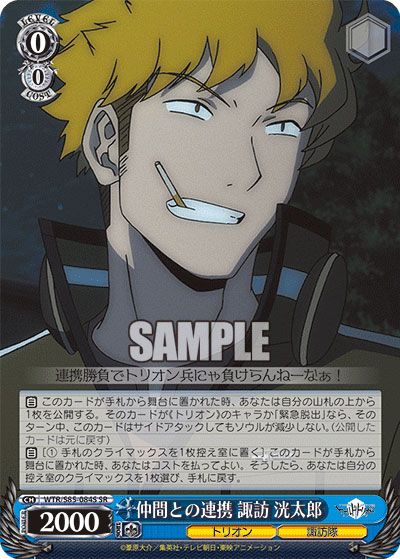 LEVEL
0
0
COST
SAMPLE
連携勝負でトリオン兵にゃ負けらんねーなぁ!
自 このカードが手札から舞台に置かれた時、あなたは自分の山札の上から
1枚を公開する。そのカードが《トリオン》のキャラか「緊急脱出」なら、その
ターン中、このカードはサイドアタックしてもソウルが減少しない。(公開した
カードは元に戻す)
自 [① 手札のクライマックスを1枚控え室に置く] このカードが手札から舞台
に置かれた時、あなたはコストを払ってよい。そうしたら、あなたは自分の
控え室のトリオンのキャラを1枚選び、手札に戻す。
CH WTR/S85-084S SR
仲間との連携 諏訪 洸太郎
2000
トリオン
諏訪隊
©葦原大介/集英社・テレビ朝日・東映アニメーション